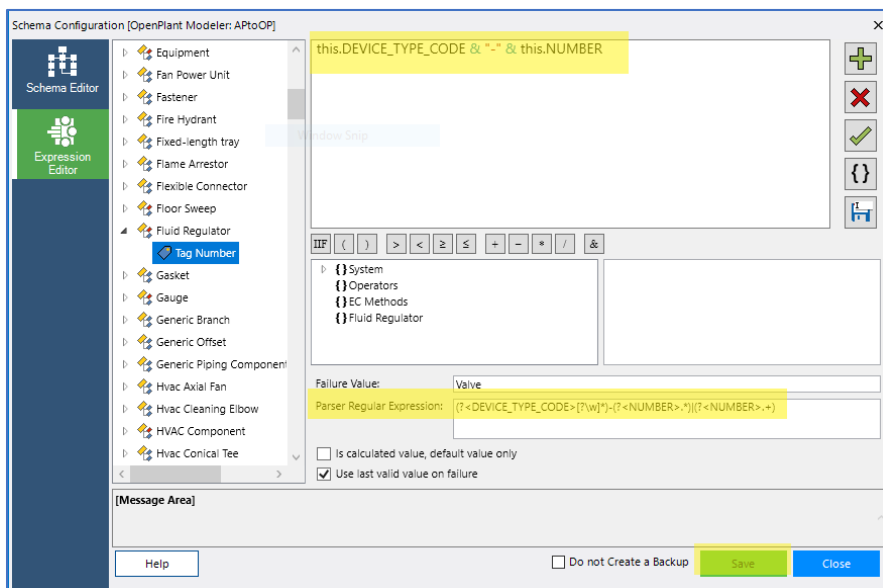 Schema Configuration [OpenPlant Modeler: APtoOP]
Schema Editor
Expression
Editor
Equipment
Fan Power Unit
Fastener
Fire Hydrant
Fixed-length tray
Flame Arrestor
Flexible Connector
Floor Sweep
Fluid Regulator
Tag Number
Gasket
Gauge
Generic Branch
Generic Offset
Generic Piping Component
Hvac Axial Fan
Hvac Cleaning Elbow
HVAC Component
Hvac Conical Tee
this.DEVICE_TYPE_CODE & "-" & this.NUMBER
Window Snip
IIF ( ) > < ≥ ≤ + − * / &
{} System
{} Operators
{} EC Methods
{} Fluid Regulator
Failure Value: Valve
Parser Regular Expression: (?<DEVICE_TYPE_CODE>[?\w]*)-(?<NUMBER>.*)|(?<NUMBER>.+)
Is calculated value, default value only
Use last valid value on failure
{}
[Message Area]
Help
Do not Create a Backup
Save
Close